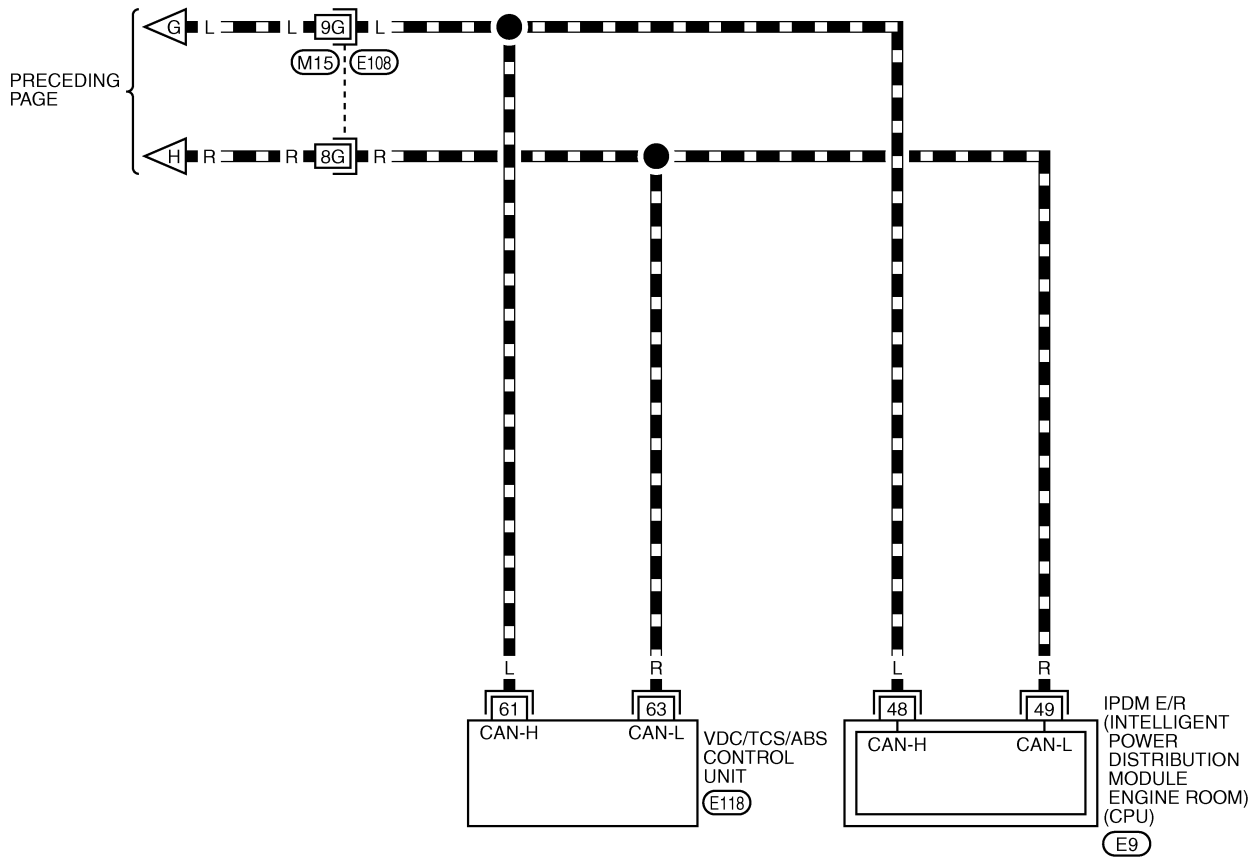 G L L 9G L
M15 E108
PRECEDING
PAGE
H R R 8G R
L R L R
61 63 48 49
CAN-H CAN-L
VDC/TCS/ABS
CONTROL
UNIT
E118
CAN-H CAN-L
IPDM E/R
(INTELLIGENT
POWER
DISTRIBUTION
MODULE
ENGINE ROOM)
(CPU)
E9